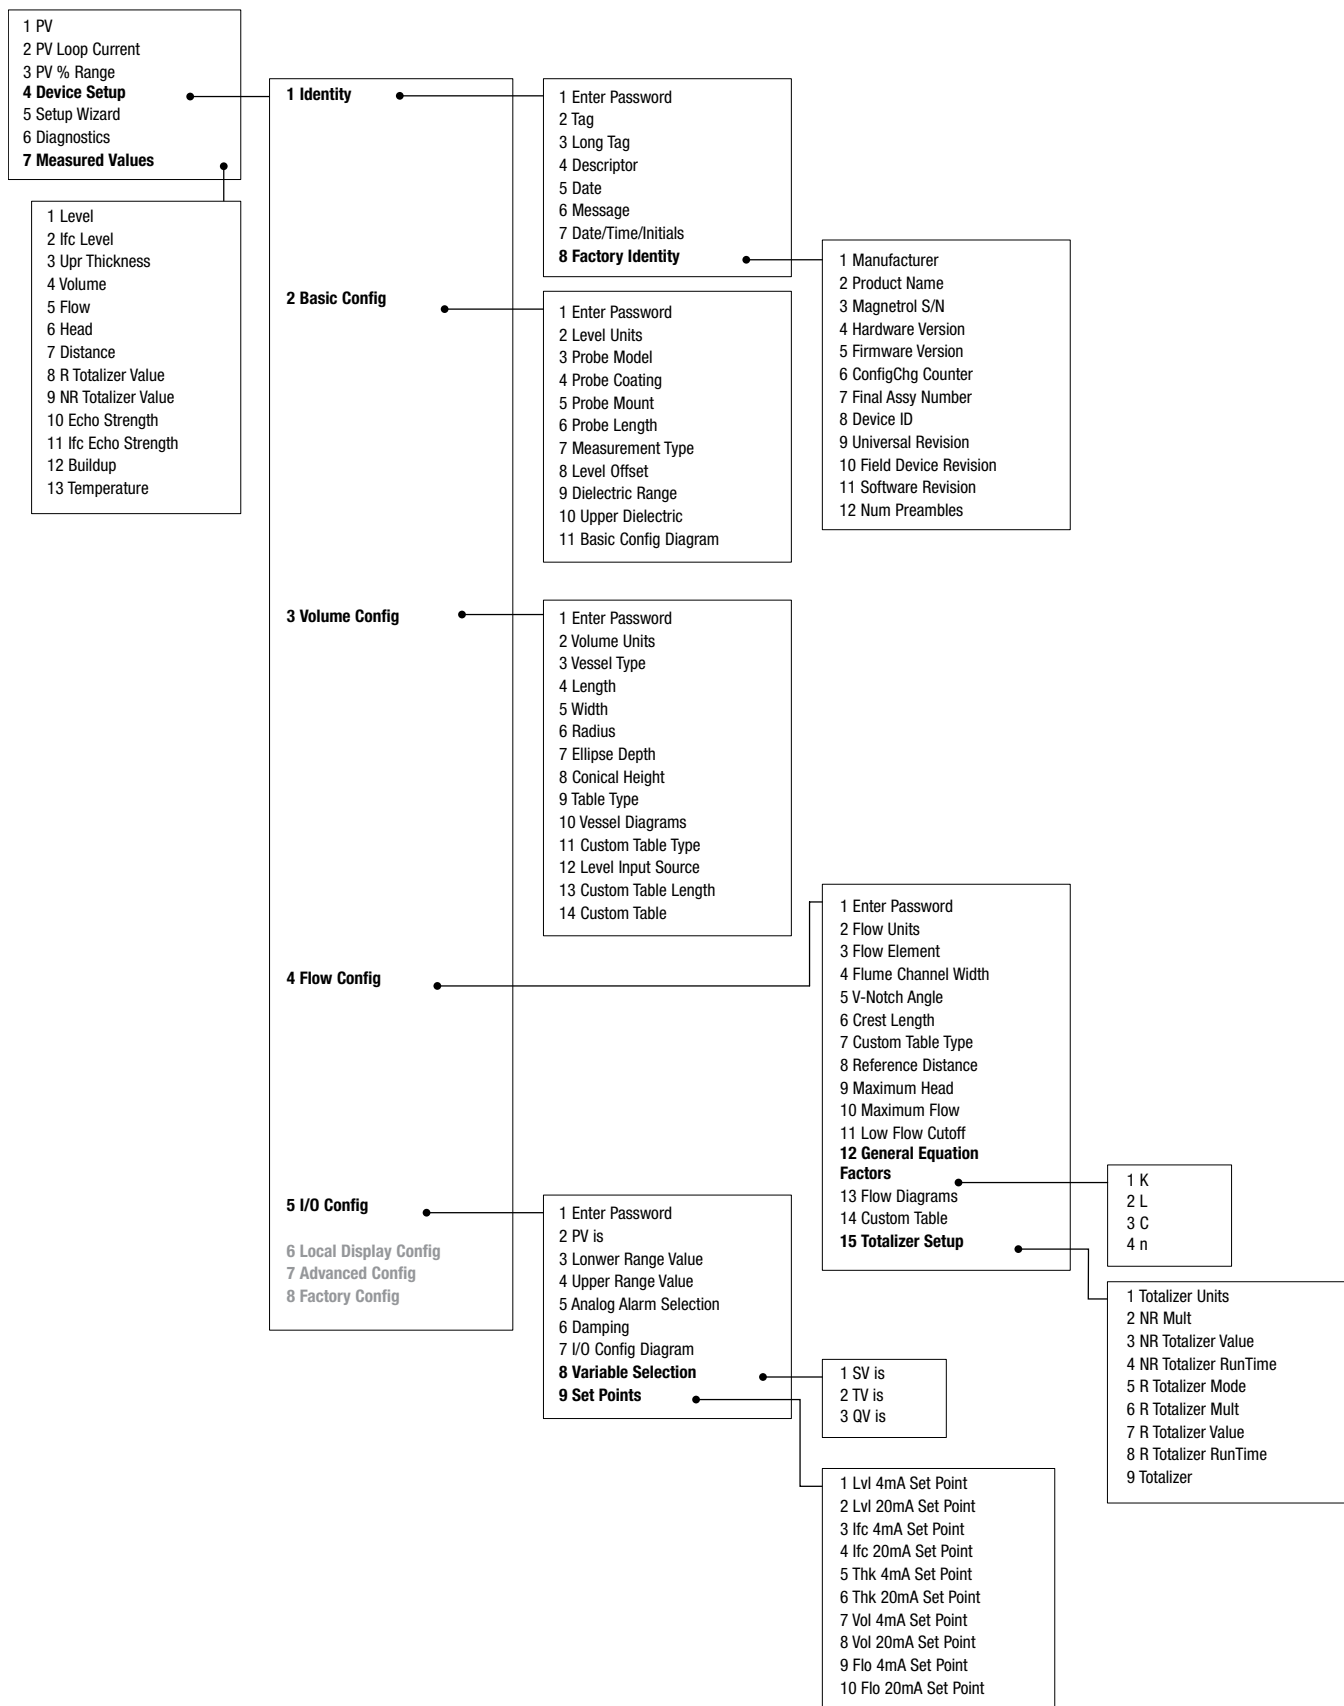 1 PV
2 PV Loop Current
3 PV % Range
4 Device Setup
5 Setup Wizard
6 Diagnostics
7 Measured Values
1 Level
2 Ifc Level
3 Upr Thickness
4 Volume
5 Flow
6 Head
7 Distance
8 R Totalizer Value
9 NR Totalizer Value
10 Echo Strength
11 Ifc Echo Strength
12 Buildup
13 Temperature
1 Identity
2 Basic Config
3 Volume Config
4 Flow Config
5 I/O Config
6 Local Display Config
7 Advanced Config
8 Factory Config
1 Enter Password
2 Tag
3 Long Tag
4 Descriptor
5 Date
6 Message
7 Date/Time/Initials
8 Factory Identity
1 Manufacturer
2 Product Name
3 Magnetrol S/N
4 Hardware Version
5 Firmware Version
6 ConfigChg Counter
7 Final Assy Number
8 Device ID
9 Universal Revision
10 Field Device Revision
11 Software Revision
12 Num Preambles
1 Enter Password
2 Level Units
3 Probe Model
4 Probe Coating
5 Probe Mount
6 Probe Length
7 Measurement Type
8 Level Offset
9 Dielectric Range
10 Upper Dielectric
11 Basic Config Diagram
1 Enter Password
2 Volume Units
3 Vessel Type
4 Length
5 Width
6 Radius
7 Ellipse Depth
8 Conical Height
9 Table Type
10 Vessel Diagrams
11 Custom Table Type
12 Level Input Source
13 Custom Table Length
14 Custom Table
1 Enter Password
2 Flow Units
3 Flow Element
4 Flume Channel Width
5 V-Notch Angle
6 Crest Length
7 Custom Table Type
8 Reference Distance
9 Maximum Head
10 Maximum Flow
11 Low Flow Cutoff
12 General Equation
Factors
13 Flow Diagrams
14 Custom Table
15 Totalizer Setup
1 K
2 L
3 C
4 n
1 Totalizer Units
2 NR Mult
3 NR Totalizer Value
4 NR Totalizer RunTime
5 R Totalizer Mode
6 R Totalizer Mult
7 R Totalizer Value
8 R Totalizer RunTime
9 Totalizer
1 Enter Password
2 PV is
3 Lonwer Range Value
4 Upper Range Value
5 Analog Alarm Selection
6 Damping
7 I/O Config Diagram
8 Variable Selection
9 Set Points
1 SV is
2 TV is
3 QV is
1 Lvl 4mA Set Point
2 Lvl 20mA Set Point
3 Ifc 4mA Set Point
4 Ifc 20mA Set Point
5 Thk 4mA Set Point
6 Thk 20mA Set Point
7 Vol 4mA Set Point
8 Vol 20mA Set Point
9 Flo 4mA Set Point
10 Flo 20mA Set Point